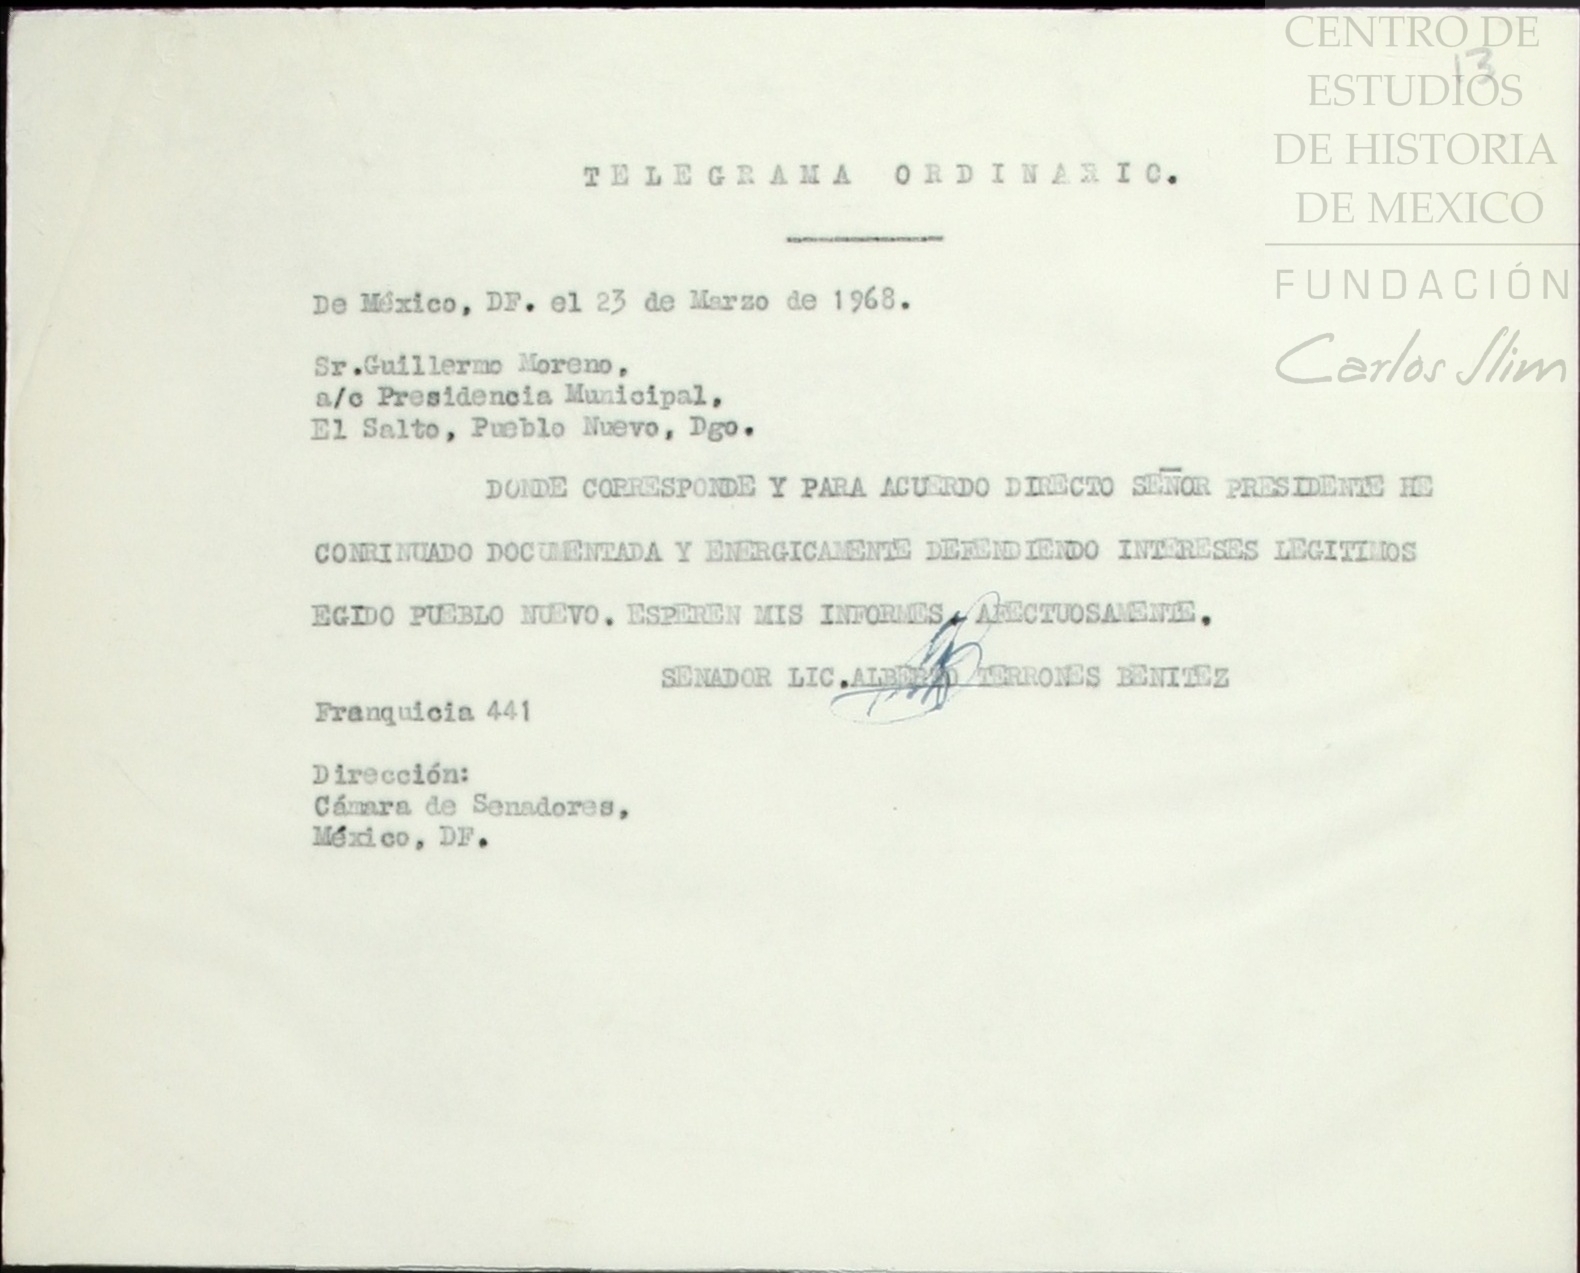 CENTRO DE
ESTUDIOS
DE HISTORIA
DE MEXICO
FUNDACIÓN
Carlos Slim
13
TELEGRAMA ORDINARIO.
De México, DF. el 23 de Marzo de 1968.
Sr.Guillermo Moreno,
a/c Presidencia Municipal,
El Salto, Pueblo Nuevo, Dgo.
DONDE CORRESPONDE Y PARA ACUERDO DIRECTO SEÑOR PRESIDENTE HE
CONRINUADO DOCUMENTADA Y ENERGICAMENTE DEFENDIENDO INTERESES LEGITIMOS
EGIDO PUEBLO NUEVO. ESPEREN MIS INFORMES. AFECTUOSAMENTE.
SENADOR LIC.ALBERTO TERRONES BENITEZ
Franquicia 441
Dirección:
Cámara de Senadores,
México, DF.